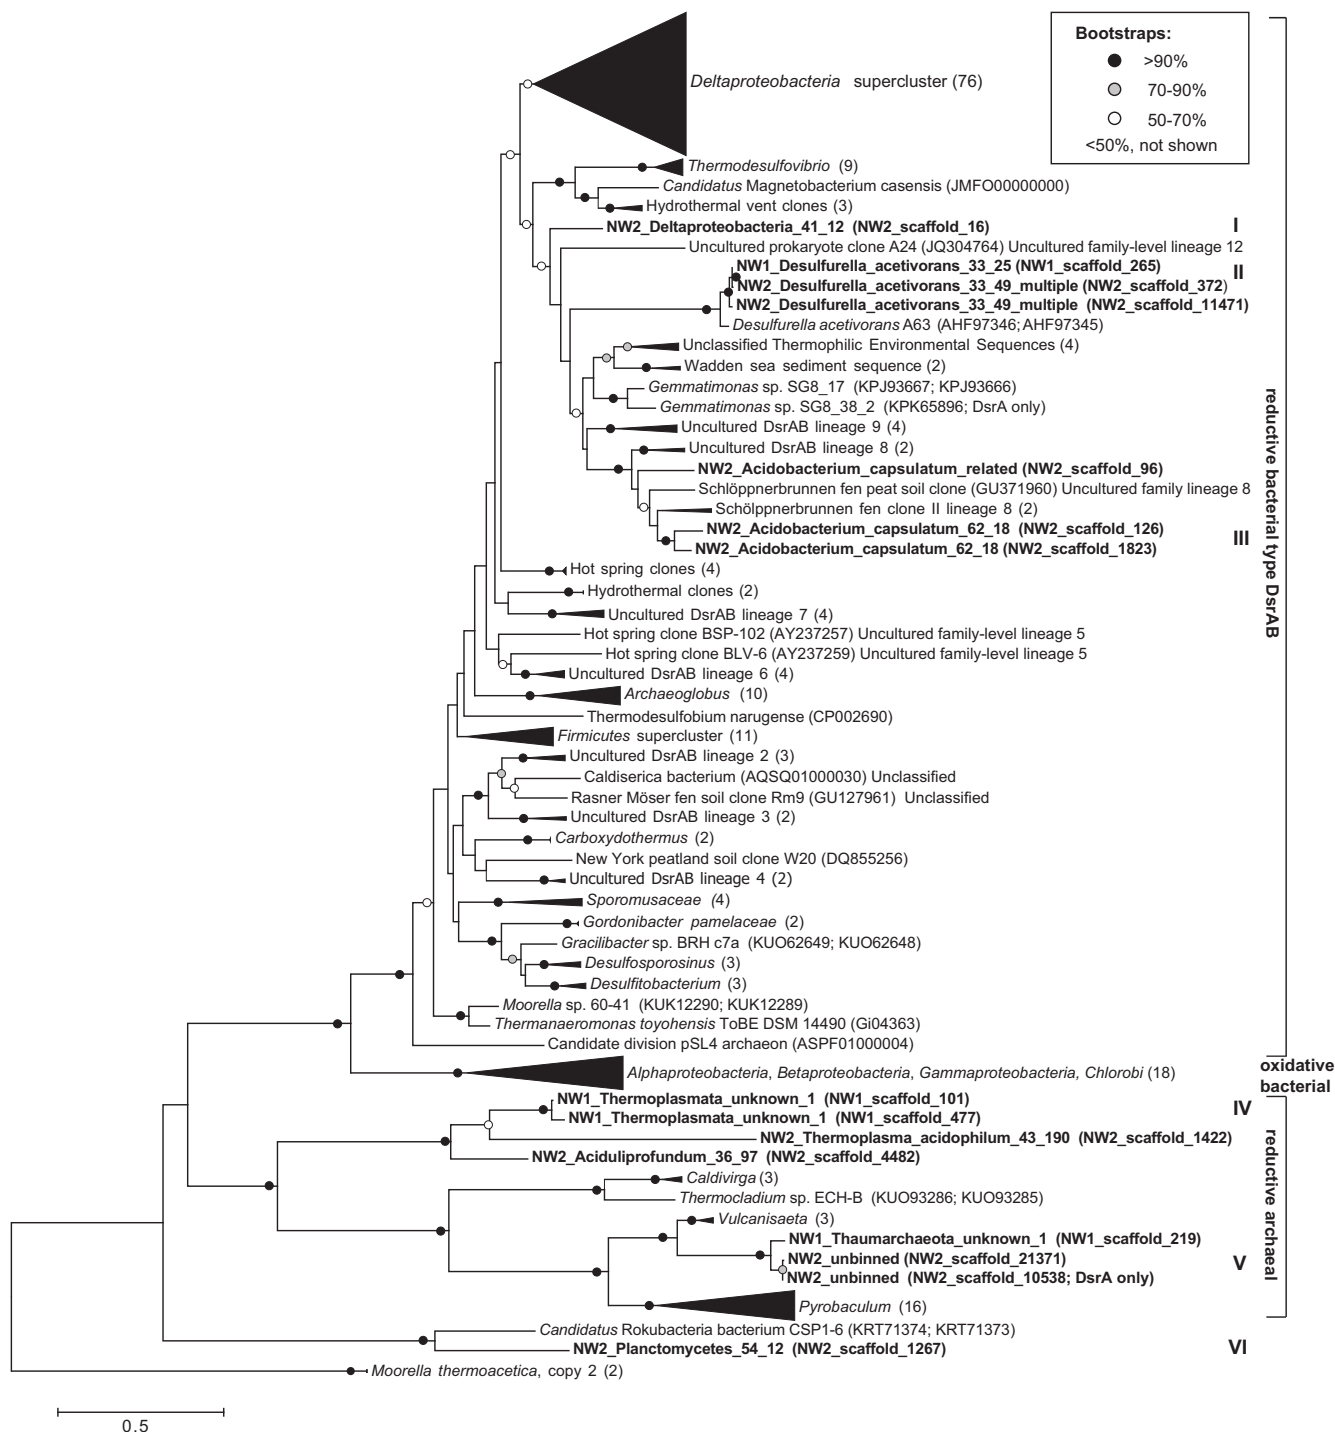 Bootstraps:
>90%
70-90%
50-70%
<50%, not shown
Deltaproteobacteria supercluster (76)
Thermodesulfovibrio (9)
Candidatus Magnetobacterium casensis (JMFO00000000)
Hydrothermal vent clones (3)
NW2_Deltaproteobacteria_41_12 (NW2_scaffold_16)
I
Uncultured prokaryote clone A24 (JQ304764) Uncultured family-level lineage 12
NW1_Desulfurella_acetivorans_33_25 (NW1_scaffold_265)
II
NW2_Desulfurella_acetivorans_33_49_multiple (NW2_scaffold_372)
NW2_Desulfurella_acetivorans_33_49_multiple (NW2_scaffold_11471)
Desulfurella acetivorans A63 (AHF97346; AHF97345)
Unclassified Thermophilic Environmental Sequences (4)
Wadden sea sediment sequence (2)
Gemmatimonas sp. SG8_17 (KPJ93667; KPJ93666)
Gemmatimonas sp. SG8_38_2 (KPK65896; DsrA only)
Uncultured DsrAB lineage 9 (4)
Uncultured DsrAB lineage 8 (2)
NW2_Acidobacterium_capsulatum_related (NW2_scaffold_96)
Schlöppnerbrunnen fen peat soil clone (GU371960) Uncultured family lineage 8
Schölppnerbrunnen fen clone II lineage 8 (2)
NW2_Acidobacterium_capsulatum_62_18 (NW2_scaffold_126)
III
NW2_Acidobacterium_capsulatum_62_18 (NW2_scaffold_1823)
Hot spring clones (4)
Hydrothermal clones (2)
Uncultured DsrAB lineage 7 (4)
Hot spring clone BSP-102 (AY237257) Uncultured family-level lineage 5
Hot spring clone BLV-6 (AY237259) Uncultured family-level lineage 5
Uncultured DsrAB lineage 6 (4)
Archaeoglobus (10)
Thermodesulfobium narugense (CP002690)
Firmicutes supercluster (11)
Uncultured DsrAB lineage 2 (3)
Caldiserica bacterium (AQSQ01000030) Unclassified
Rasner Möser fen soil clone Rm9 (GU127961) Unclassified
Uncultured DsrAB lineage 3 (2)
Carboxydothermus (2)
New York peatland soil clone W20 (DQ855256)
Uncultured DsrAB lineage 4 (2)
Sporomusaceae (4)
Gordonibacter pamelaceae (2)
Gracilibacter sp. BRH c7a (KUO62649; KUO62648)
Desulfosporosinus (3)
Desulfitobacterium (3)
Moorella sp. 60-41 (KUK12290; KUK12289)
Thermanaeromonas toyohensis ToBE DSM 14490 (Gi04363)
Candidate division pSL4 archaeon (ASPF01000004)
reductive bacterial type DsrAB
Alphaproteobacteria, Betaproteobacteria, Gammaproteobacteria, Chlorobi (18)
oxidative
bacterial
NW1_Thermoplasmata_unknown_1 (NW1_scaffold_101)
IV
NW1_Thermoplasmata_unknown_1 (NW1_scaffold_477)
NW2_Thermoplasma_acidophilum_43_190 (NW2_scaffold_1422)
NW2_Aciduliprofundum_36_97 (NW2_scaffold_4482)
Caldivirga (3)
Thermocladium sp. ECH-B (KUO93286; KUO93285)
Vulcanisaeta (3)
NW1_Thaumarchaeota_unknown_1 (NW1_scaffold_219)
NW2_unbinned (NW2_scaffold_21371)
V
NW2_unbinned (NW2_scaffold_10538; DsrA only)
Pyrobaculum (16)
reductive archaeal
Candidatus Rokubacteria bacterium CSP1-6 (KRT71374; KRT71373)
NW2_Planctomycetes_54_12 (NW2_scaffold_1267)
VI
Moorella thermoacetica, copy 2 (2)
0.5